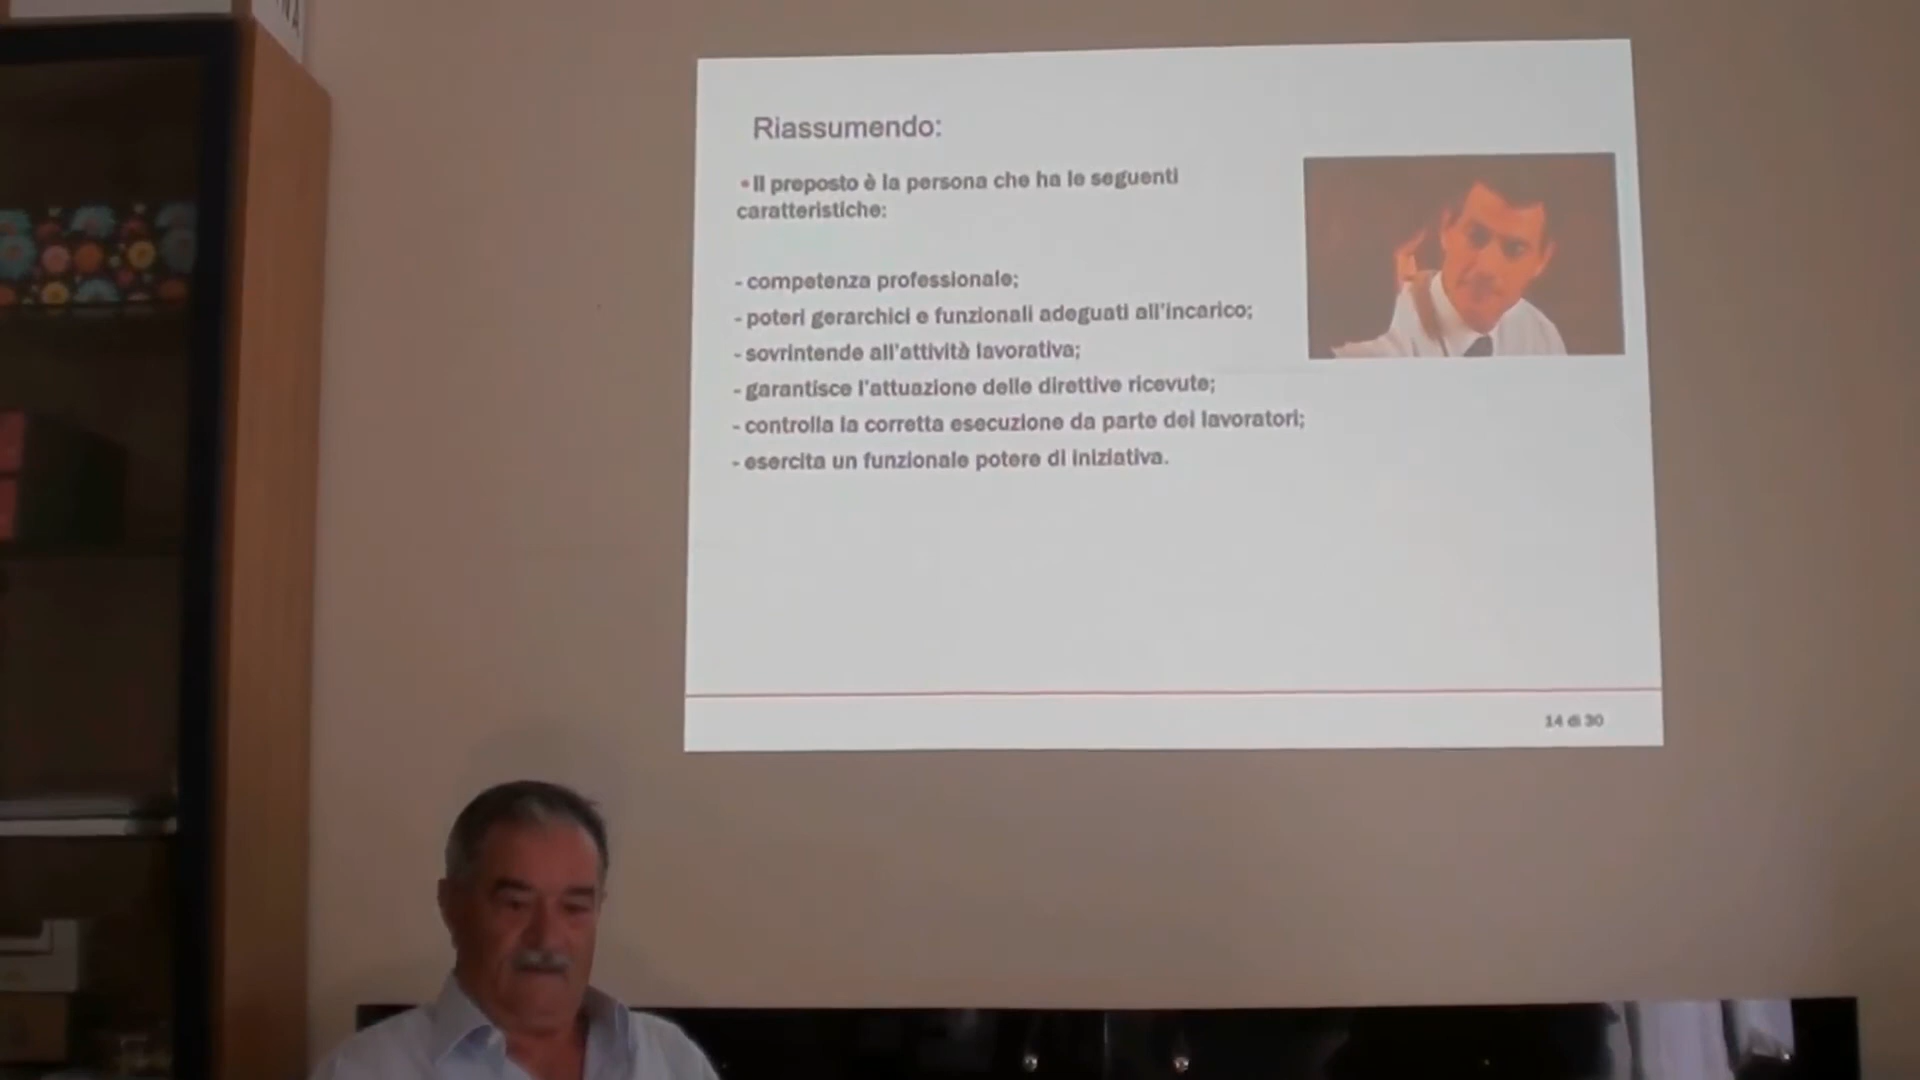 Riassumendo:
•Il preposto è la persona che ha le seguenti
caratteristiche:
- competenza professionale;
- poteri gerarchici e funzionali adeguati all'incarico;
- sovrintende all'attività lavorativa;
- garantisce l'attuazione delle direttive ricevute;
- controlla la corretta esecuzione da parte dei lavoratori;
- esercita un funzionale potere di iniziativa.
14 di 30